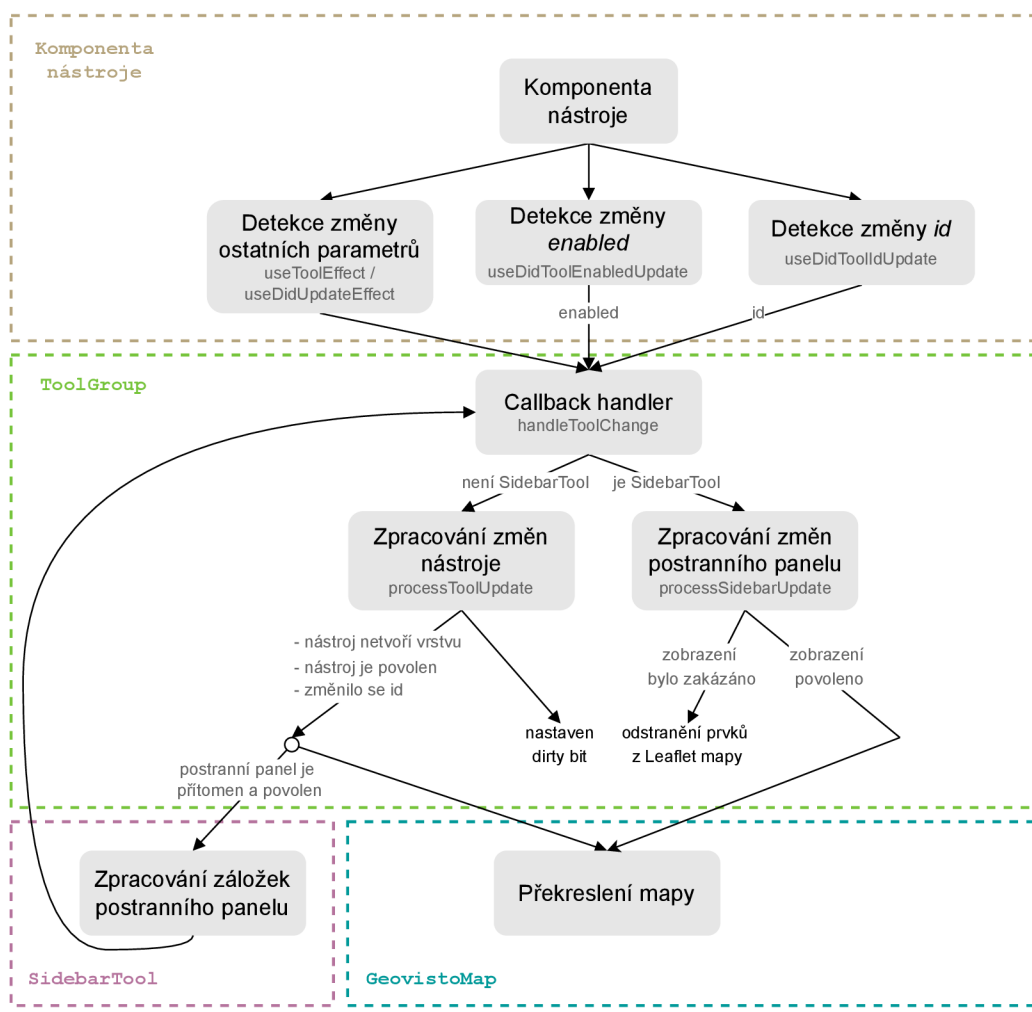 Komponenta
nástroje
Komponenta
nástroje
Detekce změny
ostatních parametrů
useToolEffect /
useDidUpdateEffect
Detekce změny
enabled
useDidToolEnabledUpdate
Detekce změny id
useDidToolIdUpdate
enabled
id
ToolGroup
Callback handler
handleToolChange
není SidebarTool
je SidebarTool
Zpracování změn
nástroje
processToolUpdate
Zpracování změn
postranního panelu
processSidebarUpdate
- nástroj netvoří vrstvu
- nástroj je povolen
- změnilo se id
zobrazení
bylo zakázáno
zobrazení
povoleno
nastaven
dirty bit
odstranění prvků
z Leaflet mapy
postranní panel je
přítomen a povolen
Zpracování záložek
postranního panelu
SidebarTool
Překreslení mapy
GeovistoMap